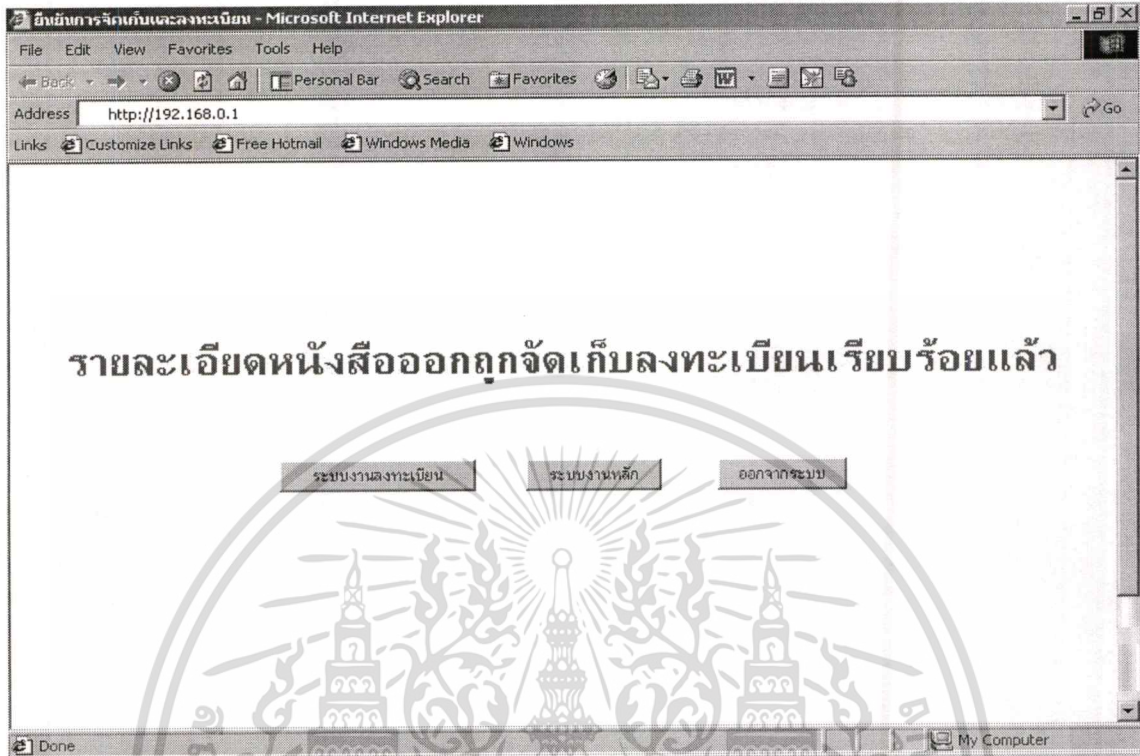 ยืนยันการจัดเก็บและลงทะเบียน - Microsoft Internet Explorer
File Edit View Favorites Tools Help
Back Personal Bar Search Favorites
Address http://192.168.0.1 Go
Links Customize Links Free Hotmail Windows Media Windows
รายละเอียดหนังสือออกถูกจัดเก็บลงทะเบียนเรียบร้อยแล้ว
ระบบงานลงทะเบียน ระบบงานหลัก ออกจากระบบ
Done My Computer